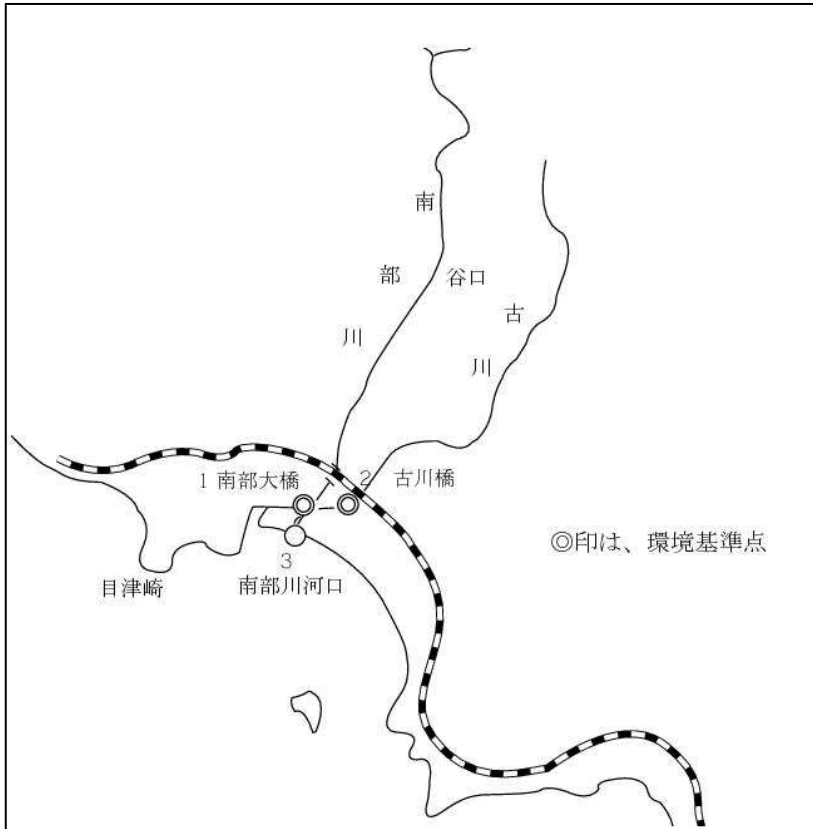 南部川
谷口
古川
1 南部大橋
2 古川橋
3
南部川河口
目津崎
◎印は、環境基準点